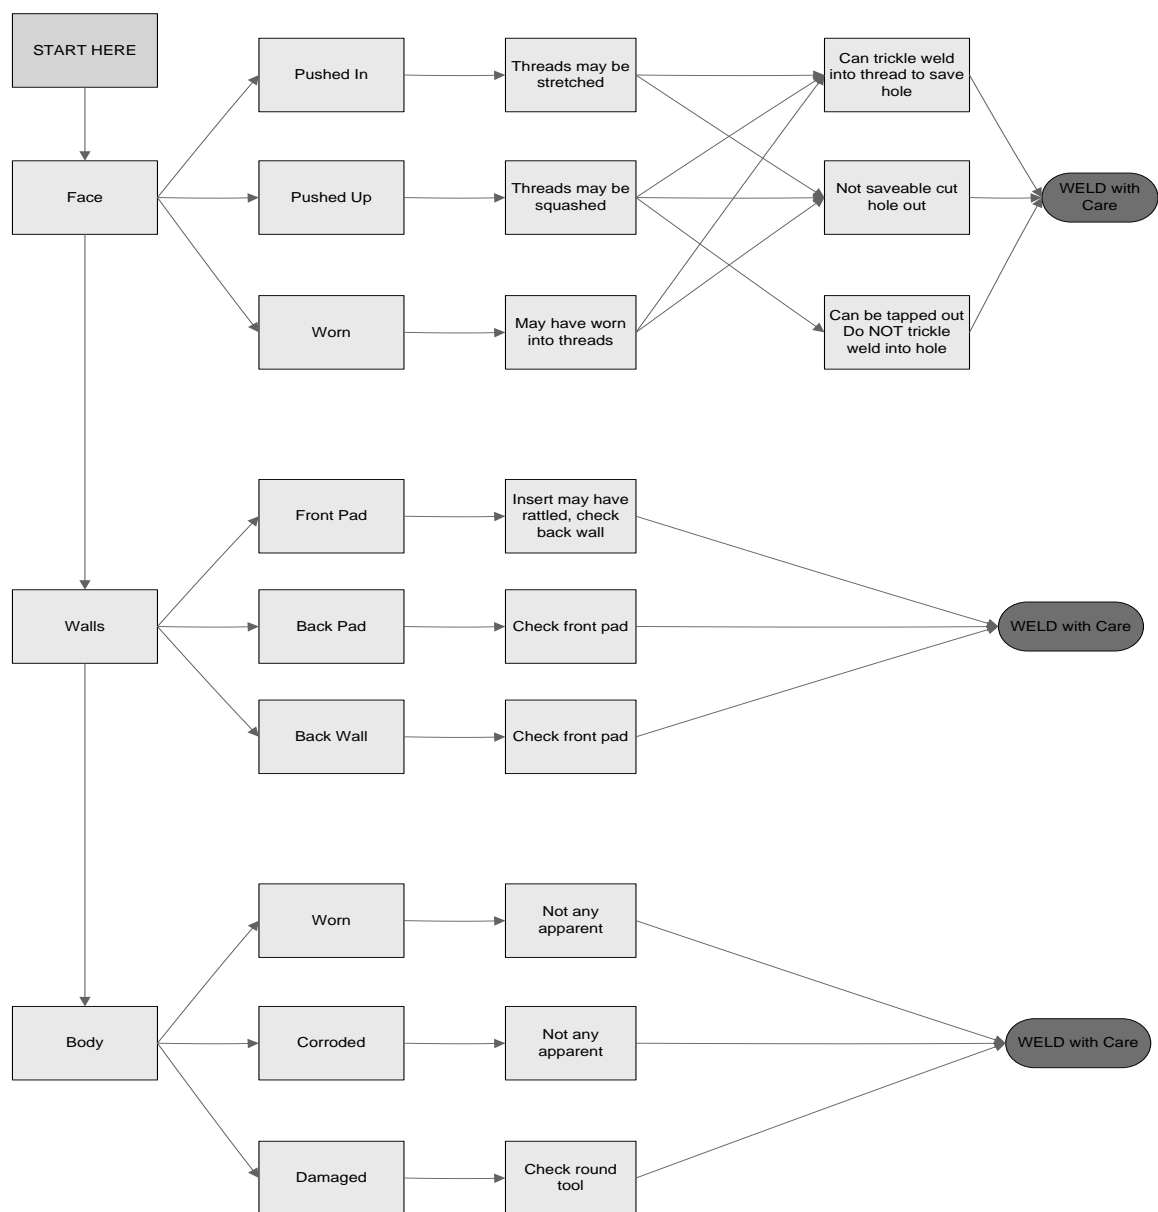 START HERE
Pushed In
Threads may be
stretched
Can trickle weld
into thread to save
hole
Face
Pushed Up
Threads may be
squashed
Not saveable cut
hole out
WELD with
Care
Worn
May have worn
into threads
Can be tapped out
Do NOT trickle
weld into hole
Front Pad
Insert may have
rattled, check
back wall
Walls
Back Pad
Check front pad
WELD with Care
Back Wall
Check front pad
Worn
Not any
apparent
Body
Corroded
Not any
apparent
WELD with Care
Damaged
Check round
tool